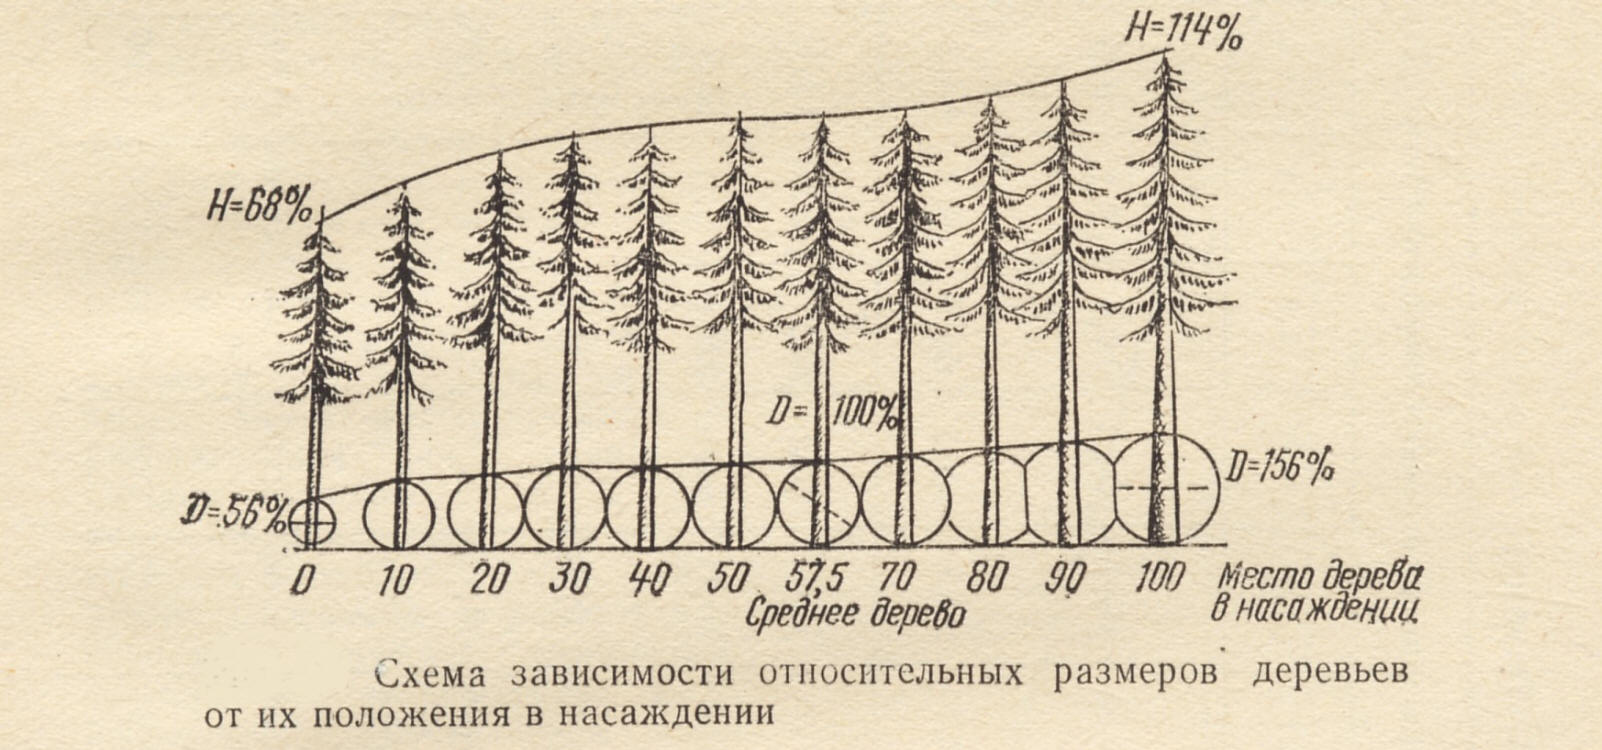 H=114%
H=68%
D= 100%
D=156%
D=56%
0 10 20 30 40 50 57,5 70 80 90 100 Место дерева
Среднее дерево в насаждении
Схема зависимости относительных размеров деревьев
от их положения в насаждении